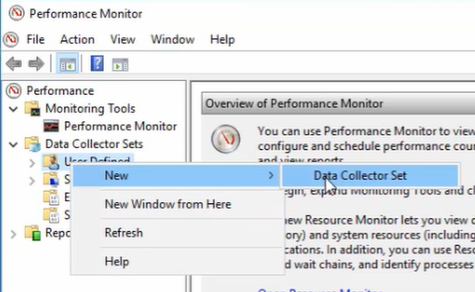 Performance Monitor
File Action View Window Help
Performance
Monitoring Tools
Performance Monitor
Data Collector Sets
User Defined
Repo
New
New Window from Here
Refresh
Help
Data Collector Set
Overview of Performance Monitor
You can use Performance Monitor to view
configure and schedule performance coun
and view reports.
expand Monitoring Tools and
new Resource Monitor lets you view
ory) and system resources (including
ications. In addition, you can use Reso
and wait chains, and identify processes
Open Resource Monitor